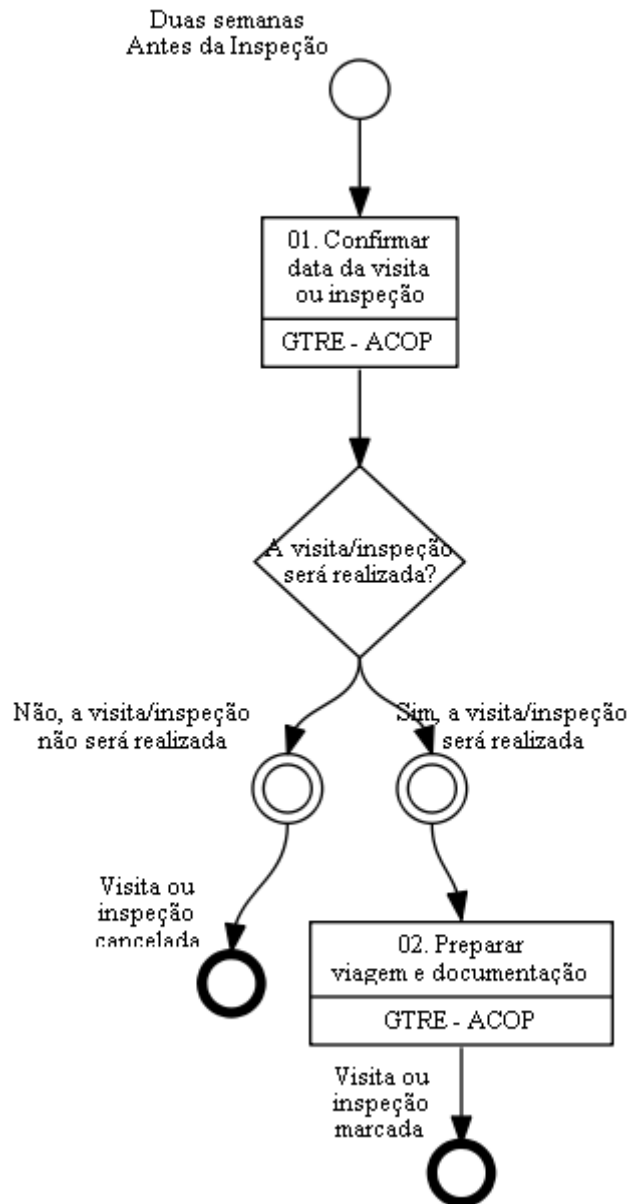 Duas semanas
Antes da Inspeção
01. Confirmar
data da visita
ou inspeção
GTRE - ACOP
A visita/inspeção
será realizada?
Não, a visita/inspeção
não será realizada
Sim, a visita/inspeção
será realizada
Visita ou
inspeção
cancelada
02. Preparar
viagem e documentação
GTRE - ACOP
Visita ou
inspeção
marcada